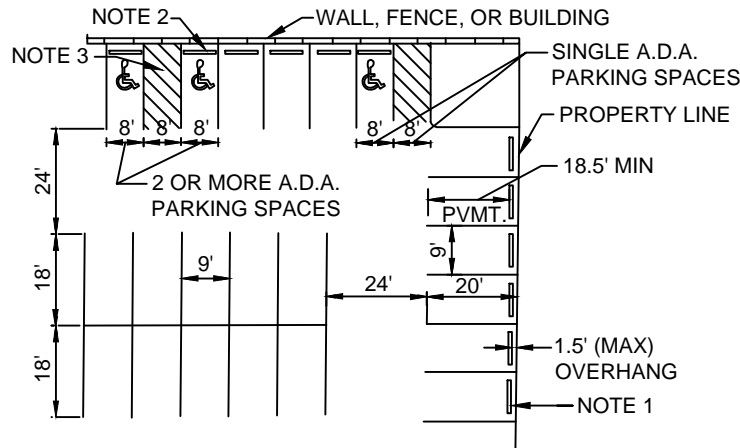 NOTE 2
WALL, FENCE, OR BUILDING
NOTE 3
SINGLE A.D.A.
PARKING SPACES
PROPERTY LINE
8' 8' 8'
8' 8'
18.5' MIN
PVMT.
2 OR MORE A.D.A.
PARKING SPACES
24'
9'
9'
18'
24'
20'
18'
1.5' (MAX)
OVERHANG
NOTE 1